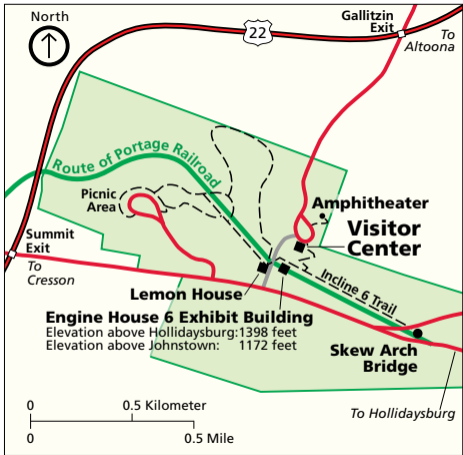 North
22
Gallitzin
Exit
To
Altoona
Route of Portage Railroad
Picnic
Area
Amphitheater
Visitor
Center
Summit
Exit
To
Cresson
Lemon House
Incline 6 Trail
Engine House 6 Exhibit Building
Elevation above Hollidaysburg:1398 feet
Elevation above Johnstown: 1172 feet
Skew Arch
Bridge
To Hollidaysburg
0 0.5 Kilometer
0 0.5 Mile